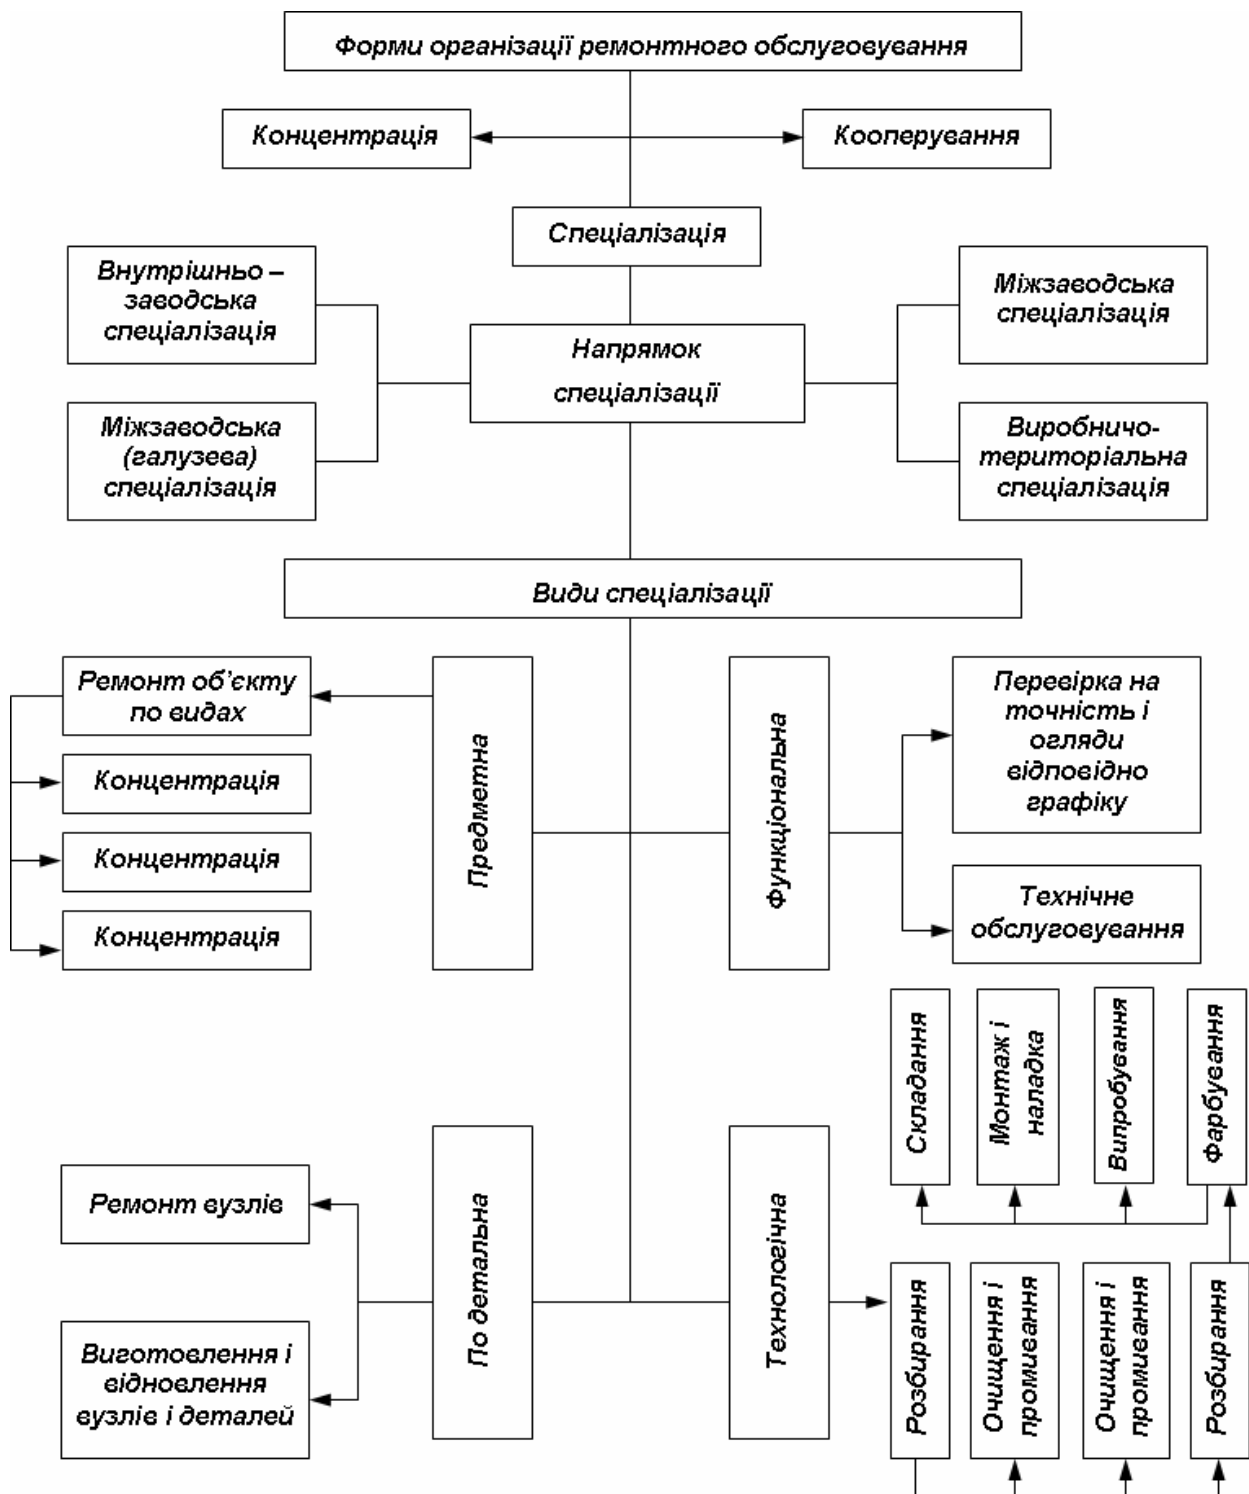 Форми організації ремонтного обслуговування
Концентрація
Кооперування
Спеціалізація
Внутрішньо –
заводська
спеціалізація
Міжзаводська
спеціалізація
Напрямок
спеціалізації
Міжзаводська
(галузева)
спеціалізація
Виробничо-
територіальна
спеціалізація
Види спеціалізації
Ремонт об’єкту
по видах
Концентрація
Концентрація
Концентрація
Предметна
Функціональна
Перевірка на
точність і
огляди
відповідно
графіку
Технічне
обслуговування
Складання
Монтаж і
наладка
Випробування
Фарбування
Ремонт вузлів
Виготовлення і
відновлення
вузлів і деталей
По детальна
Технологічна
Розбирання
Очищення і
промивання
Очищення і
промивання
Розбирання